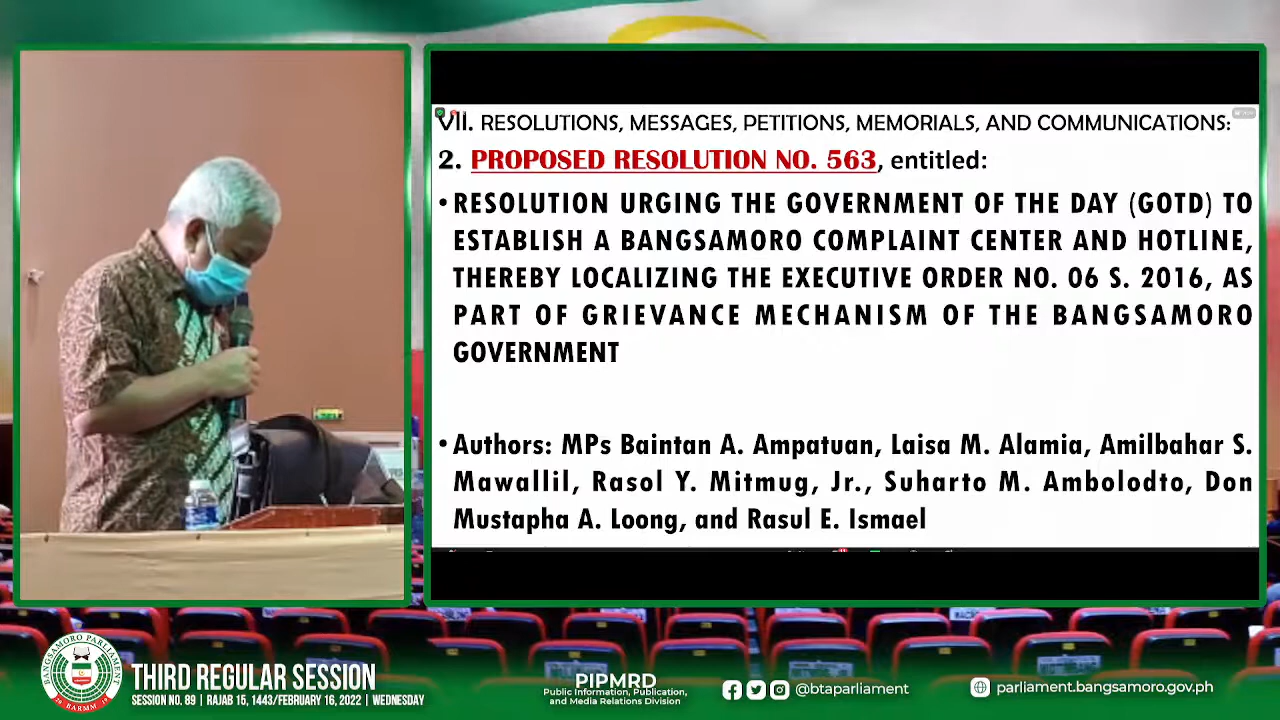 VII. RESOLUTIONS, MESSAGES, PETITIONS, MEMORIALS, AND COMMUNICATIONS:
2. PROPOSED RESOLUTION NO. 563, entitled:
•RESOLUTION URGING THE GOVERNMENT OF THE DAY (GOTD) TO
ESTABLISH A BANGSAMORO COMPLAINT CENTER AND HOTLINE,
THEREBY LOCALIZING THE EXECUTIVE ORDER NO. 06 S. 2016, AS
PART OF GRIEVANCE MECHANISM OF THE BANGSAMORO
GOVERNMENT
•Authors: MPs Baintan A. Ampatuan, Laisa M. Alamia, Amilbahar S.
Mawallil, Rasol Y. Mitmug, Jr., Suharto M. Ambolodto, Don
Mustapha A. Loong, and Rasul E. Ismael
BANGSAMORO PARLIAMENT
BARMM
THIRD REGULAR SESSION
SESSION NO. 89 | RAJAB 15, 1443/FEBRUARY 16, 2022 | WEDNESDAY
PIPMRD
Public Information, Publication,
and Media Relations Division
@btaparliament
parliament.bangsamoro.gov.ph